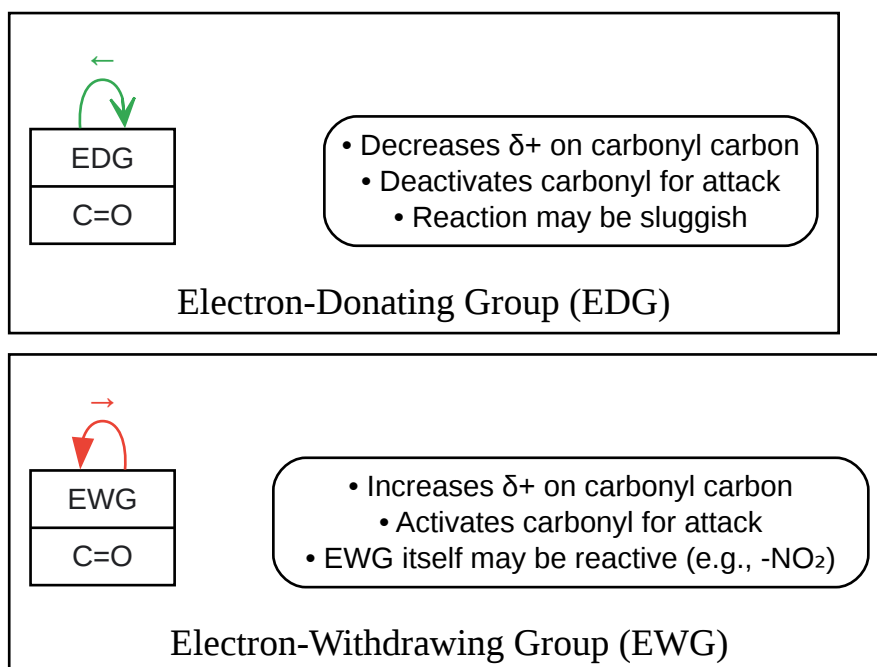 ←
EDG
C=O
• Decreases δ+ on carbonyl carbon
• Deactivates carbonyl for attack
• Reaction may be sluggish
Electron-Donating Group (EDG)
→
EWG
C=O
• Increases δ+ on carbonyl carbon
• Activates carbonyl for attack
• EWG itself may be reactive (e.g., -NO₂)
Electron-Withdrawing Group (EWG)